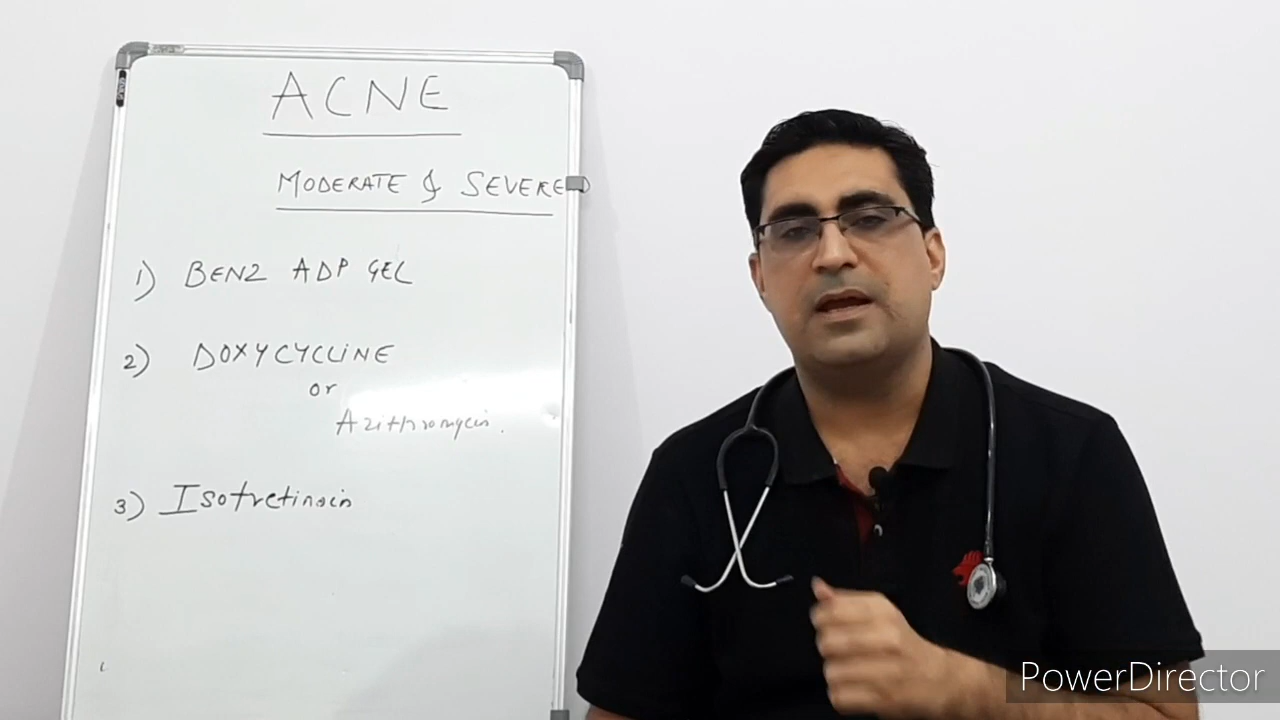 ACNE
MODERATE & SEVERE
1) BENZ ADP GEL
2) DOXYCYCLINE
or
Azithromycin.
3) Isotretinoin
PowerDirector